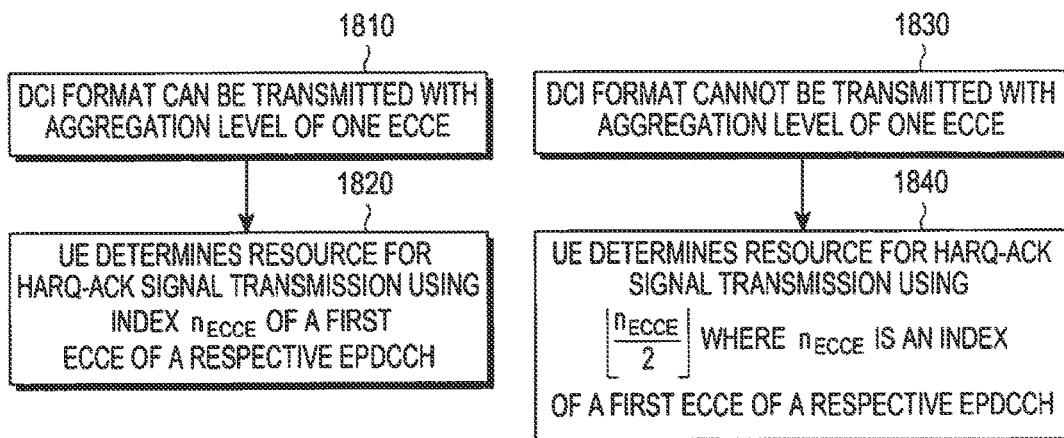 1810
DCI FORMAT CAN BE TRANSMITTED WITH
AGGREGATION LEVEL OF ONE ECCE
1820
UE DETERMINES RESOURCE FOR
HARQ-ACK SIGNAL TRANSMISSION USING
INDEX n_ECCE OF A FIRST
ECCE OF A RESPECTIVE EPDCCH
1830
DCI FORMAT CANNOT BE TRANSMITTED WITH
AGGREGATION LEVEL OF ONE ECCE
1840
UE DETERMINES RESOURCE FOR HARQ-ACK
SIGNAL TRANSMISSION USING
⌊n_ECCE / 2⌋ WHERE n_ECCE IS AN INDEX
OF A FIRST ECCE OF A RESPECTIVE EPDCCH